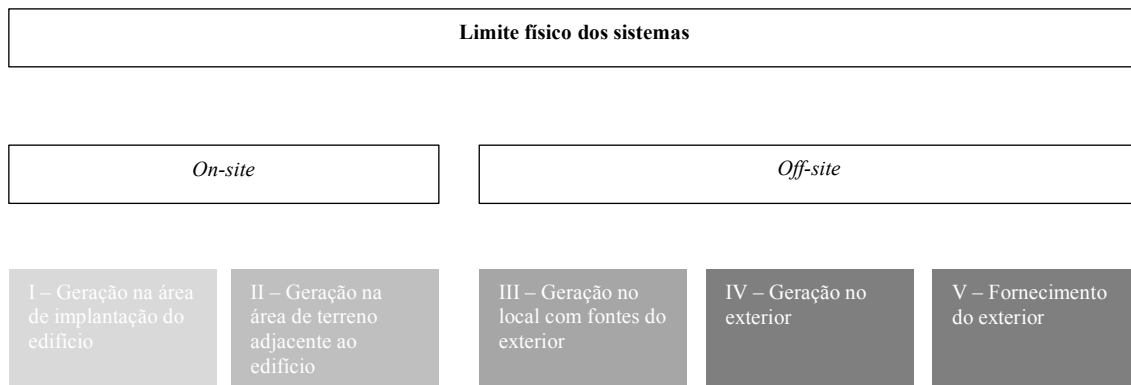 Limite físico dos sistemas
On-site
Off-site
I – Geração na área
de implantação do
edifício
II – Geração na
área de terreno
adjacente ao
edifício
III – Geração no
local com fontes do
exterior
IV – Geração no
exterior
V – Fornecimento
do exterior